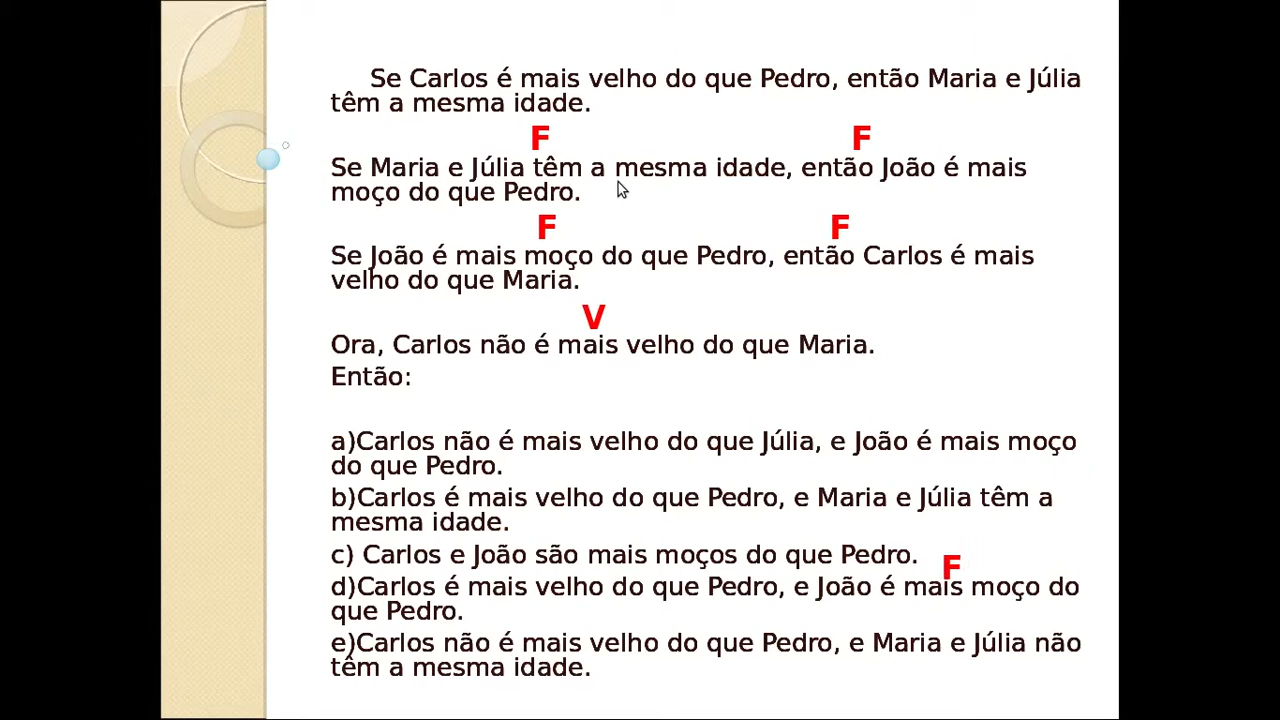 Se Carlos é mais velho do que Pedro, então Maria e Júlia
têm a mesma idade.
F F
Se Maria e Júlia têm a mesma idade, então João é mais
moço do que Pedro.
F F
Se João é mais moço do que Pedro, então Carlos é mais
velho do que Maria.
V
Ora, Carlos não é mais velho do que Maria.
Então:
a)Carlos não é mais velho do que Júlia, e João é mais moço
do que Pedro.
b)Carlos é mais velho do que Pedro, e Maria e Júlia têm a
mesma idade.
c) Carlos e João são mais moços do que Pedro.
F
d)Carlos é mais velho do que Pedro, e João é mais moço do
que Pedro.
e)Carlos não é mais velho do que Pedro, e Maria e Júlia não
têm a mesma idade.